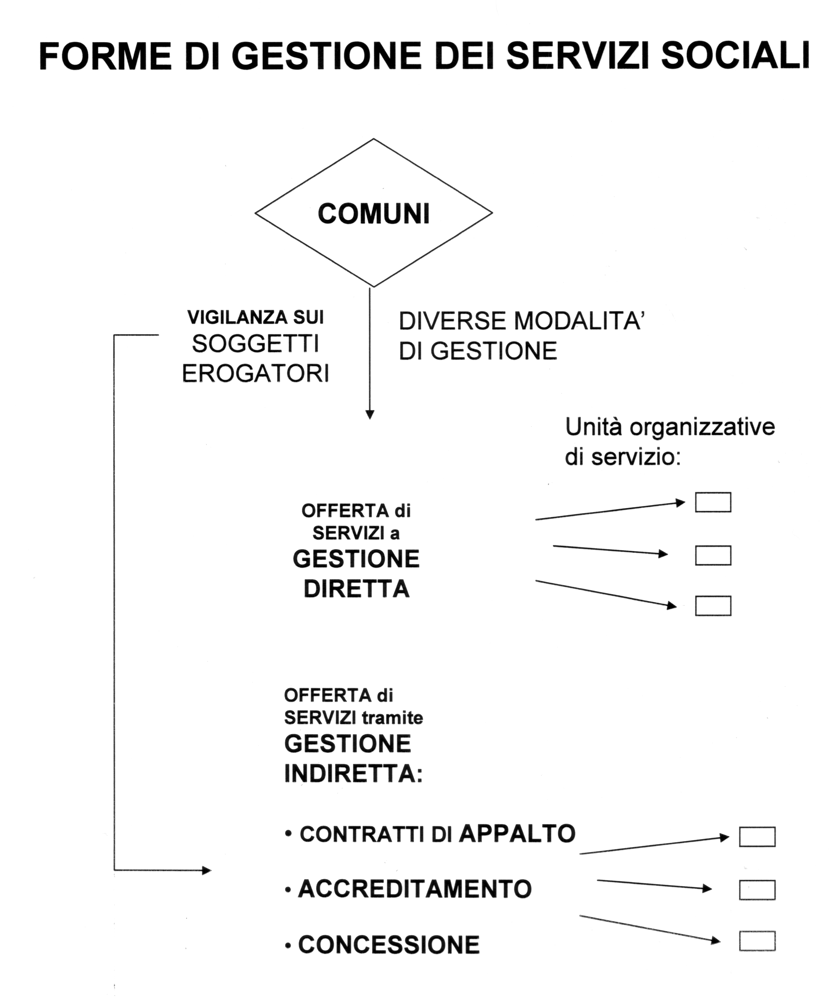 FORME DI GESTIONE DEI SERVIZI SOCIALI
COMUNI
VIGILANZA SUI
SOGGETTI
EROGATORI
DIVERSE MODALITA’
DI GESTIONE
Unità organizzative
di servizio:
OFFERTA di
SERVIZI a
GESTIONE
DIRETTA
OFFERTA di
SERVIZI tramite
GESTIONE
INDIRETTA:
• CONTRATTI DI APPALTO
• ACCREDITAMENTO
• CONCESSIONE